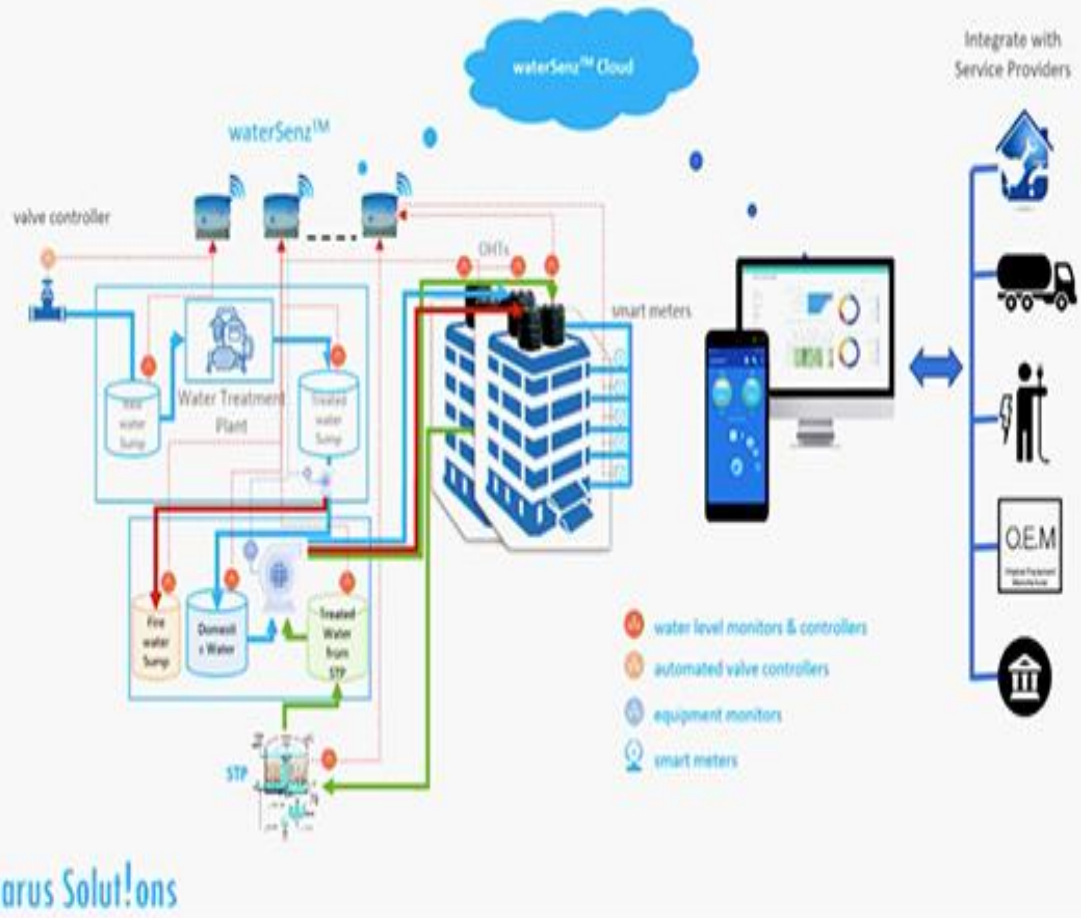 waterSenz™ Cloud
Integrate with
Service Providers
waterSenz™
valve controller
OHTs
smart meters
water
Sump
Water Treatment
Plant
Treated
water
Sump
Fire
water
Sump
Domesti
c Water
Treated
Water
from
STP
STP
O.E.M
water level monitors & controllers
automated valve controllers
equipment monitors
smart meters
arus Solut!ons